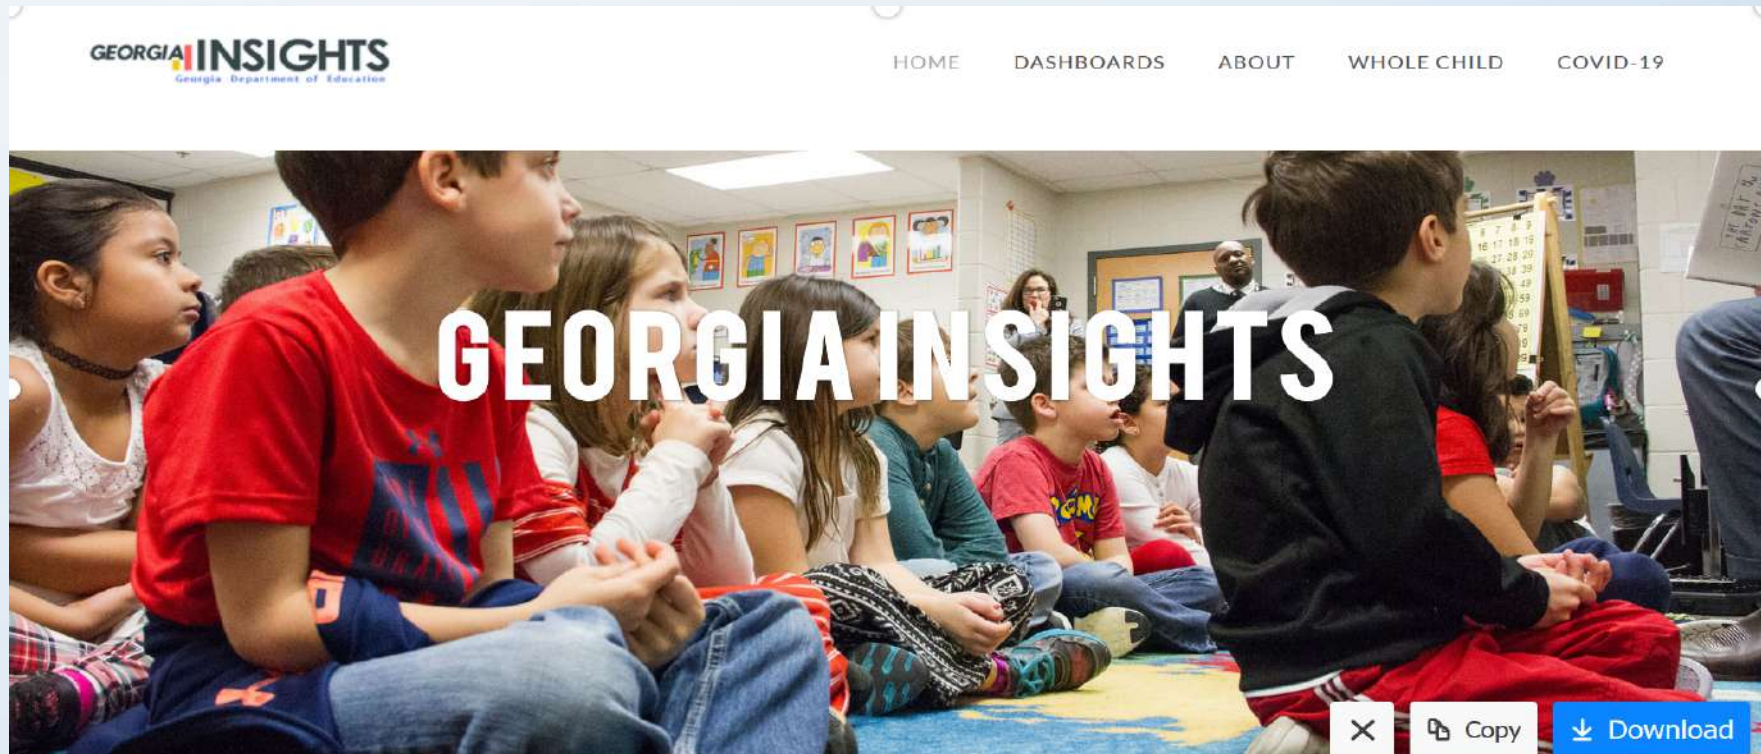 GEORGIA INSIGHTS
Georgia Department of Education
HOME DASHBOARDS ABOUT WHOLE CHILD COVID-19
GEORGIA INSIGHTS
Copy
Download